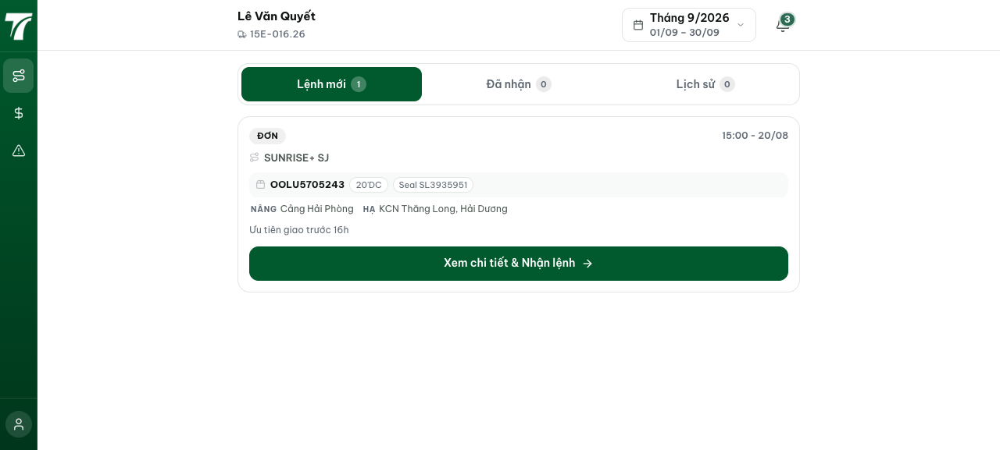 Lê Văn Quyết
15E-016.26
Tháng 9/2026
01/09 – 30/09
3
Lệnh mới 1
Đã nhận 0
Lịch sử 0
ĐƠN
15:00 - 20/08
SUNRISE+ SJ
OOLU5705243 20'DC Seal SL3935951
NÂNG Cảng Hải Phòng HẠ KCN Thăng Long, Hải Dương
Ưu tiên giao trước 16h
Xem chi tiết & Nhận lệnh →